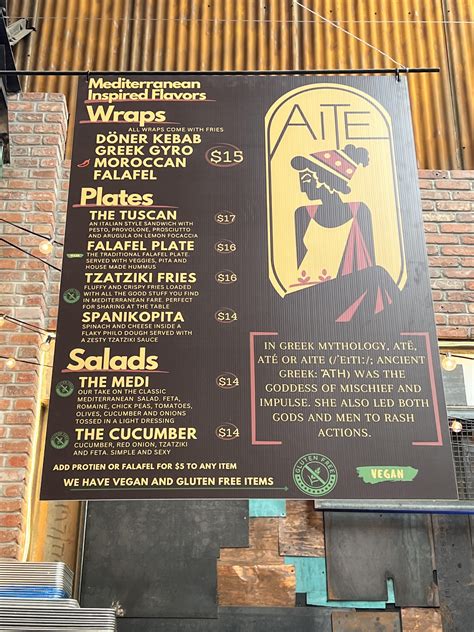 Mediterranean
Inspired Flavors
Wraps
ALL WRAPS COME WITH FRIES
DÖNER KEBAB
GREEK GYRO
MOROCCAN
FALAFEL
$15
Plates
THE TUSCAN $17
AN ITALIAN STYLE SANDWICH WITH
PESTO, PROVOLONE, PROSCIUTTO
AND ARUGULA ON LEMON FOCACCIA
FALAFEL PLATE $16
THE TRADITIONAL FALAFEL PLATE.
SERVED WITH VEGGIES, PITA AND
HOUSE MADE HUMMUS
TZATZIKI FRIES $16
FLUFFY AND CRISPY FRIES LOADED
WITH ALL THE GOOD STUFF YOU FIND
IN MEDITERRANEAN FARE. PERFECT
FOR SHARING AT THE TABLE
SPANIKOPITA $14
SPINACH AND CHEESE INSIDE A
FLAKY PHILO DOUGH SERVED WITH
A ZESTY TZATZIKI SAUCE
Salads
THE MEDI $14
OUR TAKE ON THE CLASSIC
MEDITERRANEAN SALAD. FETA,
ROMAINE, CHICK PEAS, TOMATOES,
OLIVES, CUCUMBER AND ONIONS
TOSSED IN A LIGHT DRESSING
THE CUCUMBER $14
CUCUMBER, RED ONION, TZATZIKI
AND FETA. SIMPLE AND SEXY
ADD PROTIEN OR FALAFEL FOR $5 TO ANY ITEM
WE HAVE VEGAN AND GLUTEN FREE ITEMS
GLUTEN FREE
VEGAN
AITE
IN GREEK MYTHOLOGY, ATË,
ATÉ OR AITE (/ˈEɪTIː/; ANCIENT
GREEK: ἌΤΗ) WAS THE
GODDESS OF MISCHIEF AND
IMPULSE. SHE ALSO LED BOTH
GODS AND MEN TO RASH
ACTIONS.